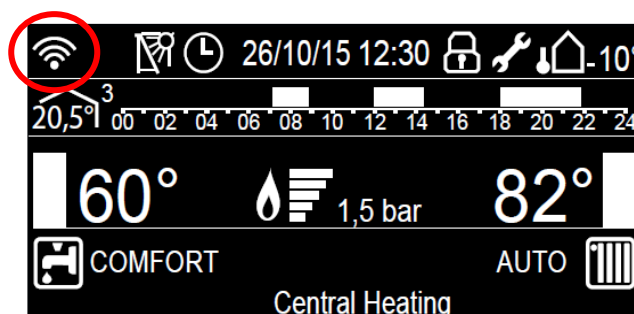 26/10/15 12:30 -10°
3
20,5°
00 02 04 06 08 10 12 14 16 18 20 22 24
60° 1,5 bar 82°
COMFORT AUTO
Central Heating